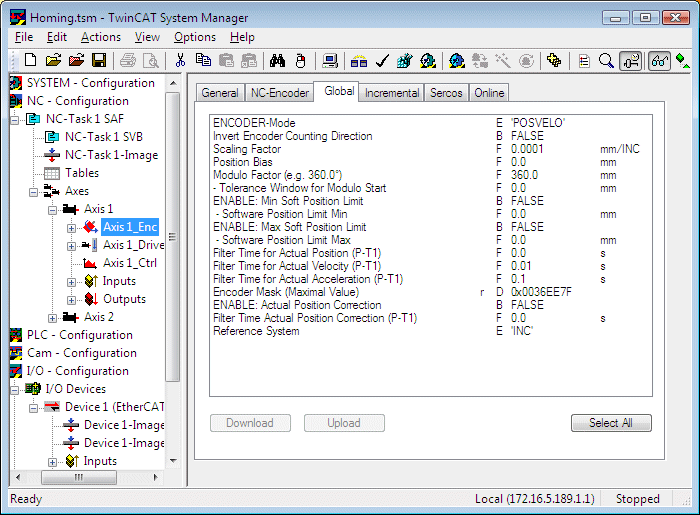 Homing.tsm - TwinCAT System Manager
File Edit Actions View Options Help
SYSTEM - Configuration
NC - Configuration
NC-Task 1 SAF
NC-Task 1 SVB
NC-Task 1-Image
Tables
Axes
Axis 1
Axis 1_Enc
Axis 1_Drive
Axis 1_Ctrl
Inputs
Outputs
Axis 2
PLC - Configuration
Cam - Configuration
I/O - Configuration
I/O Devices
Device 1 (EtherCAT
Device 1-Image
Device 1-Image
Inputs
General NC-Encoder Global Incremental Sercos Online
ENCODER-Mode E 'POSVELO'
Invert Encoder Counting Direction B FALSE
Scaling Factor F 0.0001 mm/INC
Position Bias F 0.0 mm
Modulo Factor (e.g. 360.0°) F 360.0 mm
- Tolerance Window for Modulo Start F 0.0 mm
ENABLE: Min Soft Position Limit B FALSE
- Software Position Limit Min F 0.0 mm
ENABLE: Max Soft Position Limit B FALSE
- Software Position Limit Max F 0.0 mm
Filter Time for Actual Position (P-T1) F 0.0 s
Filter Time for Actual Velocity (P-T1) F 0.01 s
Filter Time for Actual Acceleration (P-T1) F 0.1 s
Encoder Mask (Maximal Value) r D 0x0036EE7F
ENABLE: Actual Position Correction B FALSE
Filter Time Actual Position Correction (P-T1) F 0.0 s
Reference System E 'INC'
Download Upload Select All
Ready Local (172.16.5.189.1.1) Stopped